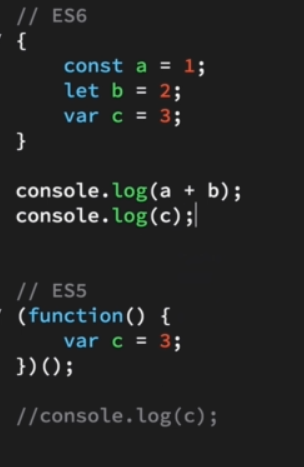 // ES6
{
const a = 1;
let b = 2;
var c = 3;
}
console.log(a + b);
console.log(c);
// ES5
(function() {
var c = 3;
})();
//console.log(c);